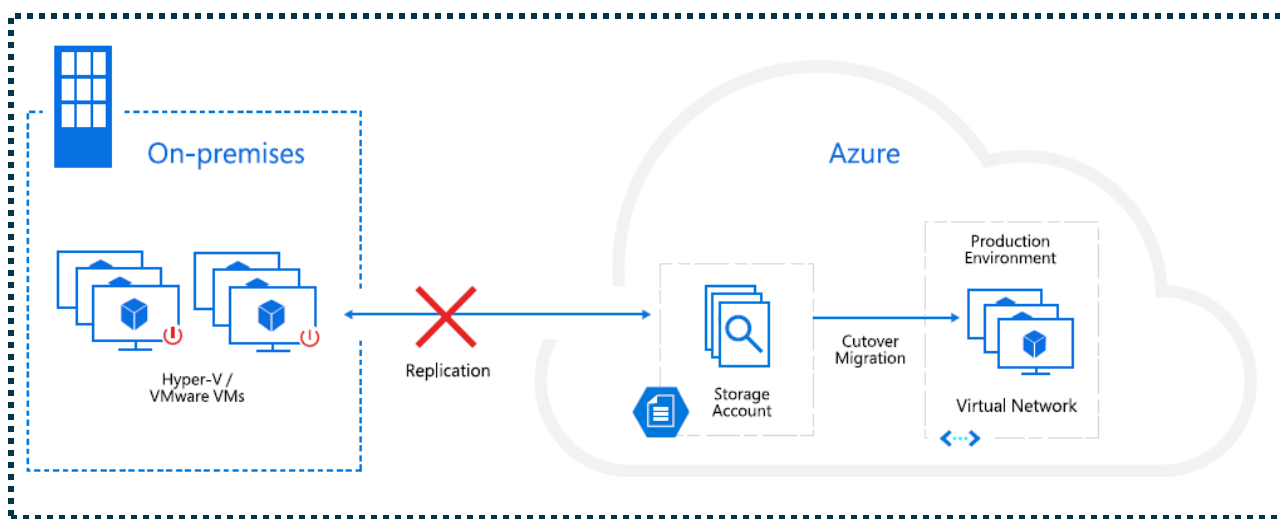 On-premises
Azure
Hyper-V /
VMware VMs
Replication
Storage
Account
Cutover
Migration
Production
Environment
Virtual Network